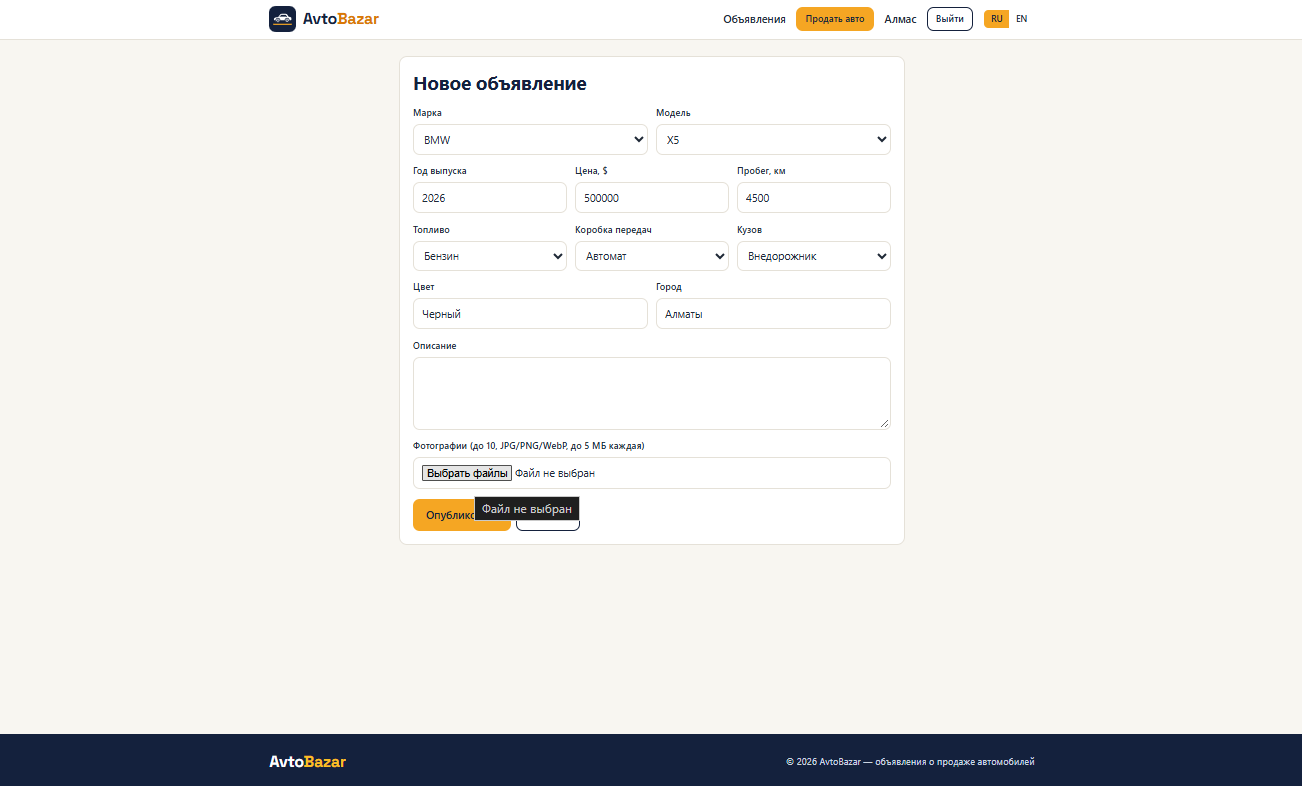 AvtoBazar
Объявления Продать авто Алмас Выйти RU EN
Новое объявление
Марка Модель
BMW X5
Год выпуска Цена, $ Пробег, км
2026 500000 4500
Топливо Коробка передач Кузов
Бензин Автомат Внедорожник
Цвет Город
Черный Алматы
Описание
Фотографии (до 10, JPG/PNG/WebP, до 5 МБ каждая)
Выбрать файлы Файл не выбран
Файл не выбран
AvtoBazar
© 2026 AvtoBazar — объявления о продаже автомобилей